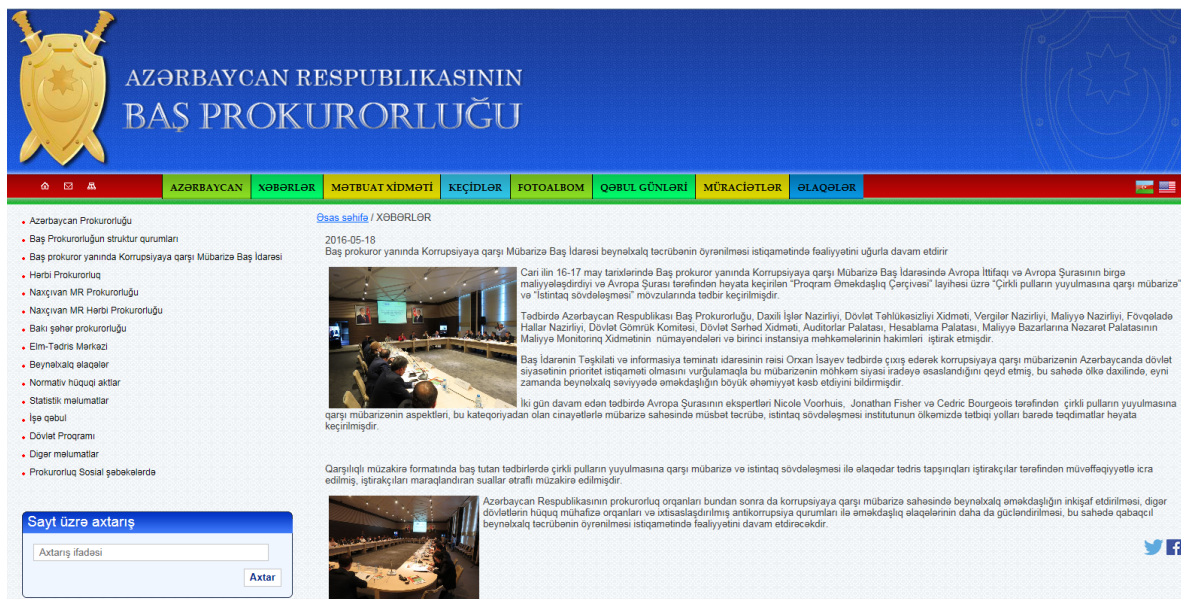 AZƏRBAYCAN RESPUBLIKASININ
BAŞ PROKURORLUĞU
AZƏRBAYCAN XƏBƏRLƏR MƏTBUAT XİDMƏTİ KEÇİDLƏR FOTOALBOM QƏBUL GÜNLƏRİ MÜRACİƏTLƏR ƏLAQƏLƏR
Azərbaycan Prokurorluğu
Baş Prokurorluğun struktur qurumları
Baş prokuror yanında Korrupsiyaya qarşı Mübarizə Baş İdarəsi
Hərbi Prokurorluq
Naxçıvan MR Prokurorluğu
Naxçıvan MR Hərbi Prokurorluğu
Bakı şəhər prokurorluğu
Elm-Tədris Mərkəzi
Beynəlxalq əlaqələr
Normativ hüquqi aktlar
Statistik məlumatlar
İşə qəbul
Dövlət Proqramı
Digər məlumatlar
Prokurorluq Sosial şəbəkələrdə
Sayt üzrə axtarış
Axtarış ifadəsi
Axtar
Əsas səhifə / XƏBƏRLƏR
2016-05-18
Baş prokuror yanında Korrupsiyaya qarşı Mübarizə Baş İdarəsi beynəlxalq təcrübənin öyrənilməsi istiqamətində fəaliyyətini uğurla davam etdirir
Cari ilin 16-17 may tarixlərində Baş prokuror yanında Korrupsiyaya qarşı Mübarizə Baş İdarəsində Avropa İttifaqı və Avropa Şurasının birgə
maliyyələşdirdiyi və Avropa Şurası tərəfindən həyata keçirilən “Proqram Əməkdaşlıq Çərçivəsi” layihəsi üzrə “Çirkli pulların yuyulmasına qarşı mübarizə”
və “İstintaq sövdələşməsi” mövzularında tədbir keçirilmişdir.
Tədbirdə Azərbaycan Respublikası Baş Prokurorluğu, Daxili İşlər Nazirliyi, Dövlət Təhlükəsizliyi Xidməti, Vergilər Nazirliyi, Maliyyə Nazirliyi, Fövqəladə
Hallar Nazirliyi, Dövlət Gömrük Komitəsi, Dövlət Sərhəd Xidməti, Auditorlar Palatası, Hesablama Palatası, Maliyyə Bazarlarına Nəzarət Palatasının
Maliyyə Monitorinq Xidmətinin nümayəndələri və birinci instansiya məhkəmələrinin hakimləri iştirak etmişdir.
Baş İdarənin Təşkilati və informasiya təminatı idarəsinin rəisi Orxan İsayev tədbirdə çıxış edərək korrupsiyaya qarşı mübarizənin Azərbaycanda dövlət
siyasətinin prioritet istiqaməti olmasını vurğulamaqla bu mübarizənin möhkəm siyasi iradəyə əsaslandığını qeyd etmiş, bu sahədə ölkə daxilində, eyni
zamanda beynəlxalq səviyyədə əməkdaşlığın böyük əhəmiyyət kəsb etdiyini bildirmişdir.
İki gün davam edən tədbirdə Avropa Şurasının ekspertləri Nicole Voorhuis, Jonathan Fisher və Cedric Bourgeois tərəfindən çirkli pulların yuyulmasına
qarşı mübarizənin aspektləri, bu kateqoriyadan olan cinayətlərlə mübarizə sahəsində müsbət təcrübə, istintaq sövdələşməsi institutunun ölkəmizdə tətbiqi yolları barədə təqdimatlar həyata
keçirilmişdir.
Qarşılıqlı müzakirə formatında baş tutan tədbirlərdə çirkli pulların yuyulmasına qarşı mübarizə və istintaq sövdələşməsi ilə əlaqədar tədris tapşırıqları iştirakçılar tərəfindən müvəffəqiyyətlə icra
edilmiş, iştirakçıları maraqlandıran suallar ətraflı müzakirə edilmişdir.
Azərbaycan Respublikasının prokurorluq orqanları bundan sonra da korrupsiyaya qarşı mübarizə sahəsində beynəlxalq əməkdaşlığın inkişaf etdirilməsi, digər
dövlətlərin hüquq mühafizə orqanları və ixtisaslaşdırılmış antikorrupsiya qurumları ilə əməkdaşlıq əlaqələrinin daha da gücləndirilməsi, bu sahədə qabaqcıl
beynəlxalq təcrübənin öyrənilməsi istiqamətində fəaliyyətini davam etdirəcəkdir.